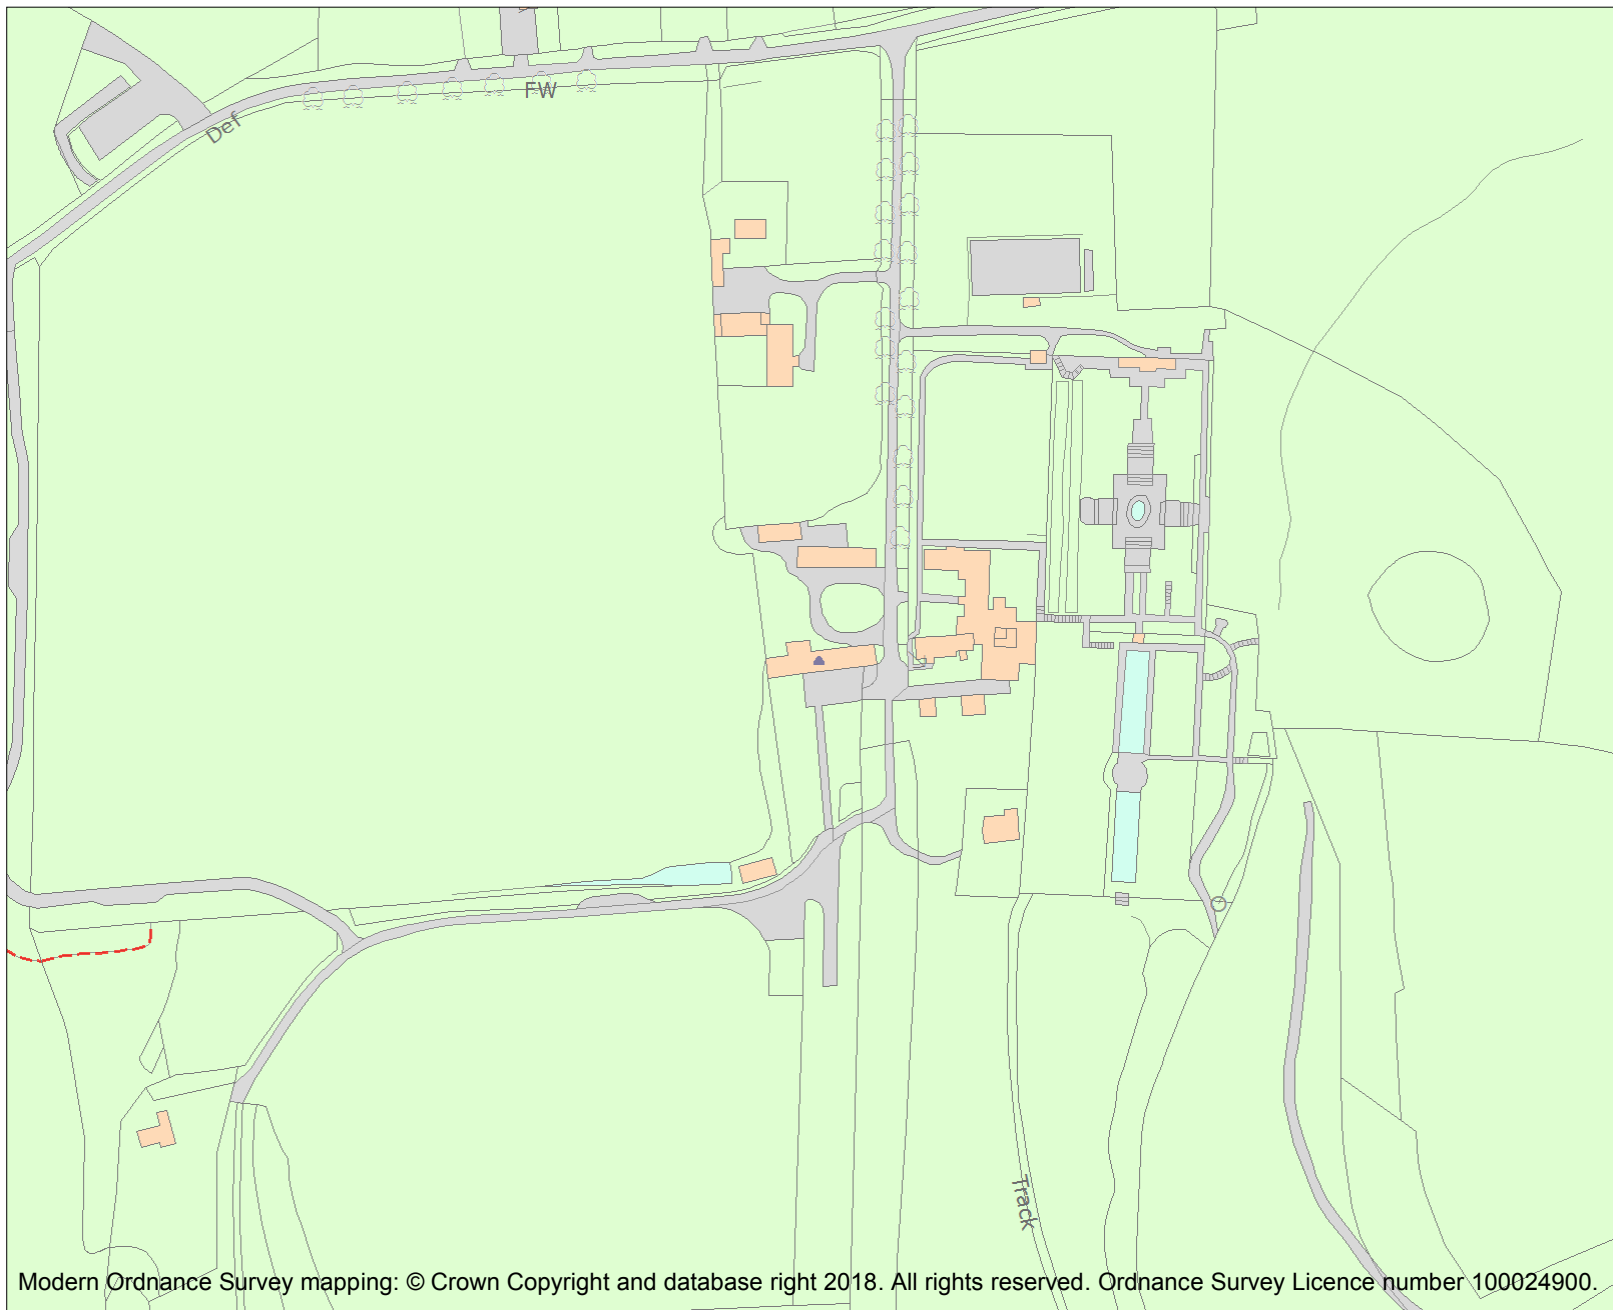 FW
Def
Track
Modern Ordnance Survey mapping: © Crown Copyright and database right 2018. All rights reserved. Ordnance Survey Licence number 100024900.